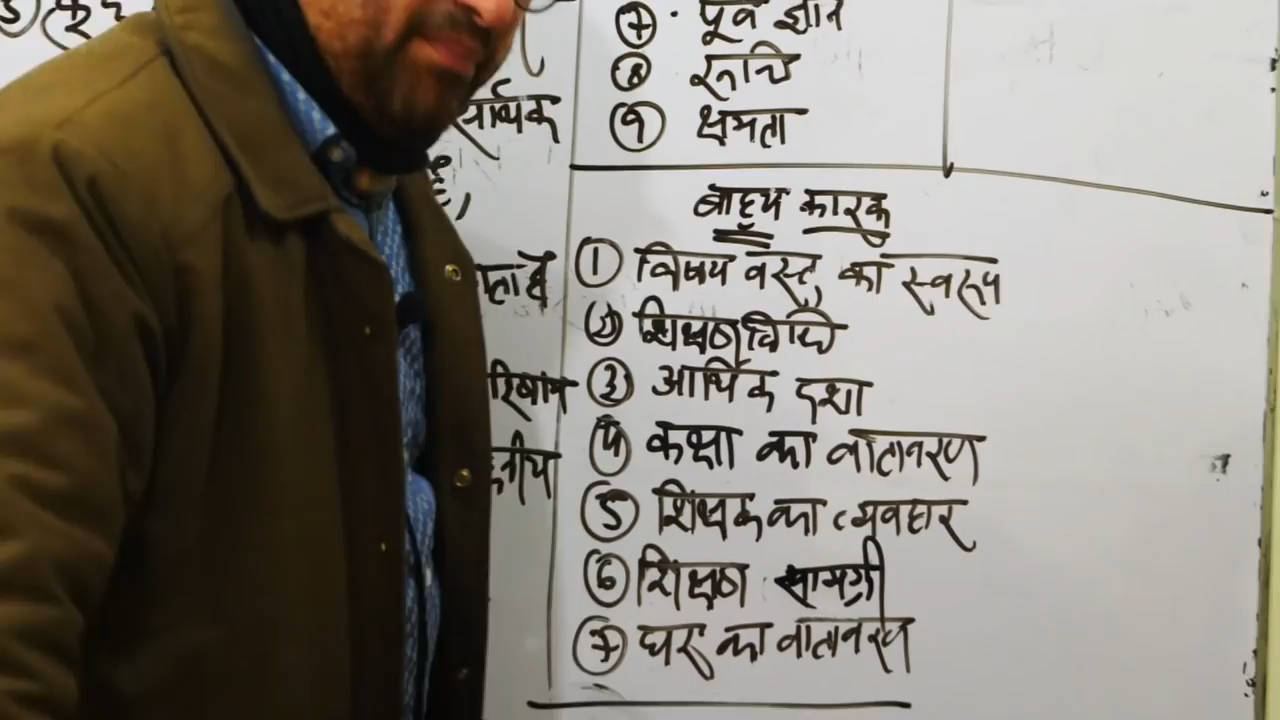 ⑦ पूर्व ज्ञान
⑧ रूचि
⑨ क्षमता
बाह्य कारक
① विषय वस्तु का स्वरूप
② शिक्षण विधि
③ आर्थिक दशा
④ कक्षा का वातावरण
⑤ शिक्षक का व्यवहार
⑥ शिक्षण सामग्री
⑦ घर का वातावरण